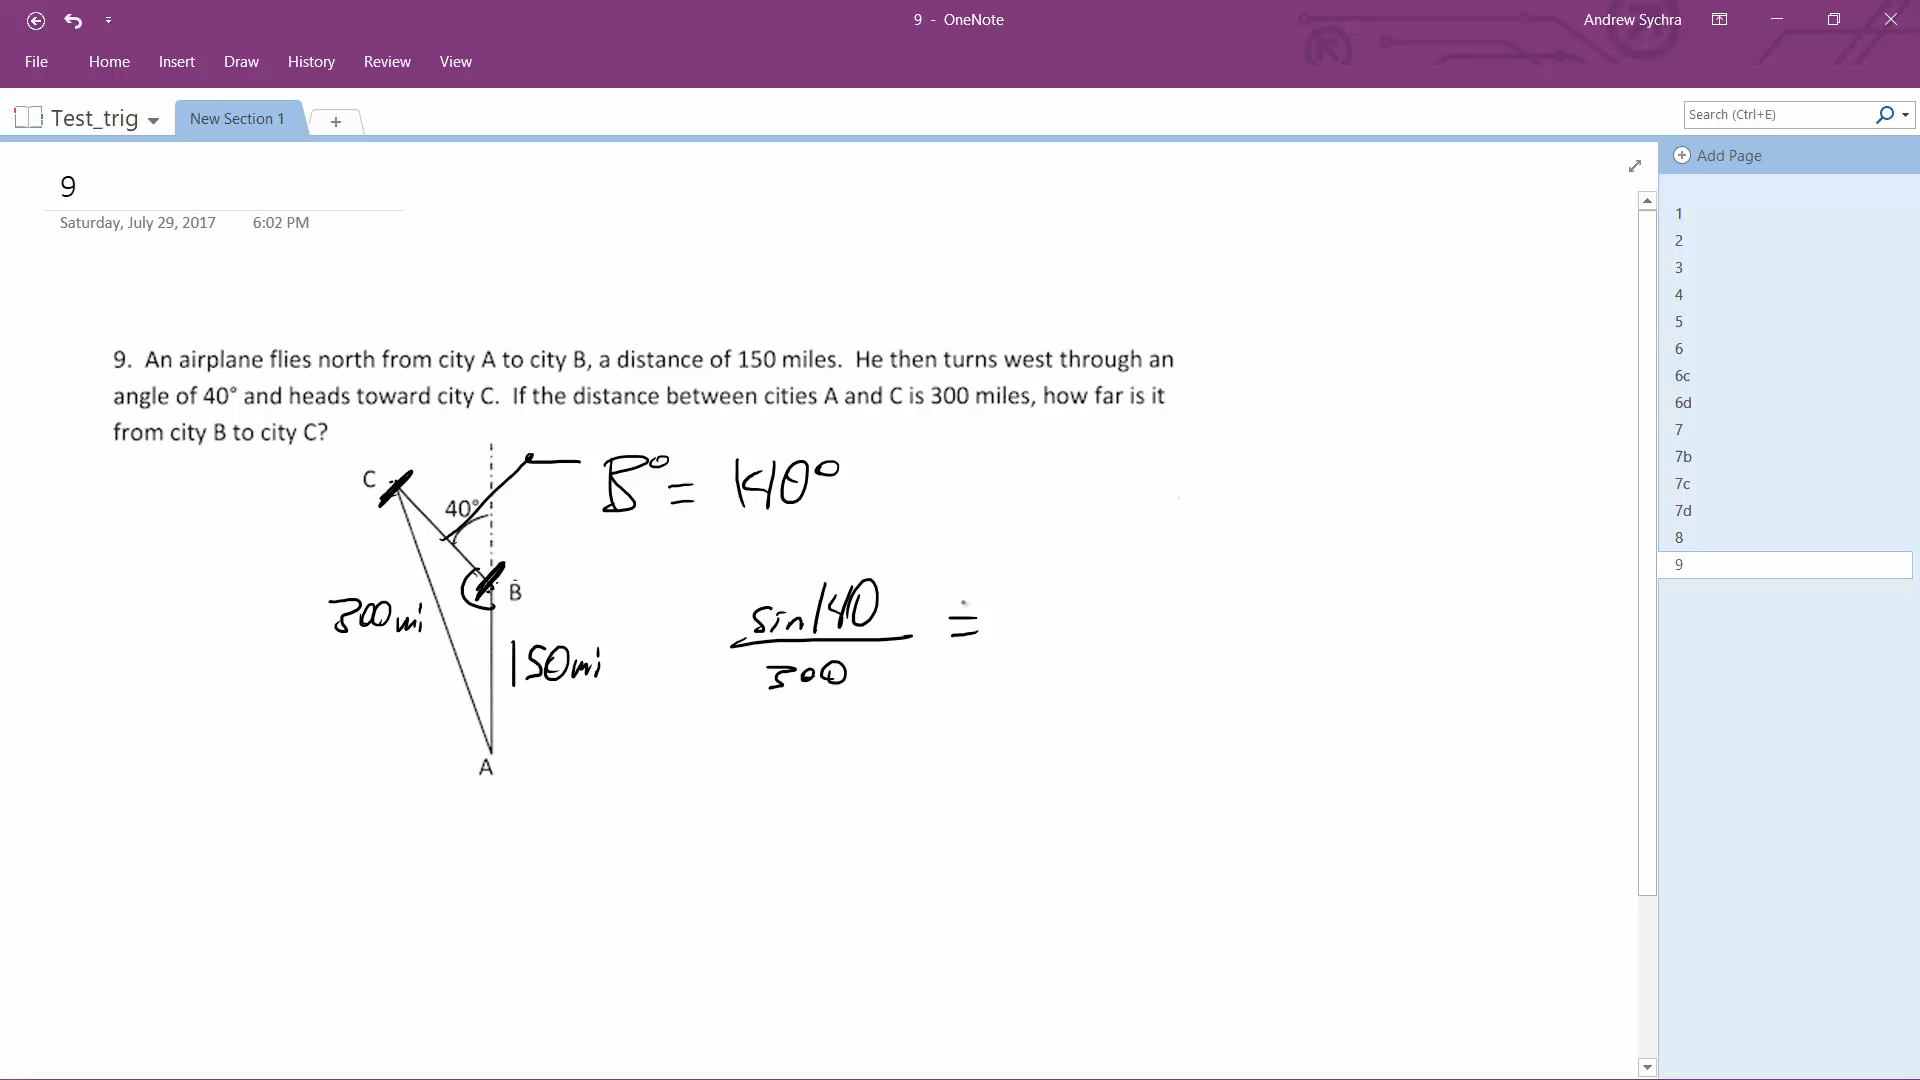 9 - OneNote
Andrew Sychra
File Home Insert Draw History Review View
Test_trig
New Section 1
+
Search (Ctrl+E)
Add Page
9
Saturday, July 29, 2017 6:02 PM
9. An airplane flies north from city A to city B, a distance of 150 miles. He then turns west through an
angle of 40° and heads toward city C. If the distance between cities A and C is 300 miles, how far is it
from city B to city C?
C
40°
B° = 140°
B
300mi
150mi
A
sin140 =
300
1
2
3
4
5
6
6c
6d
7
7b
7c
7d
8
9